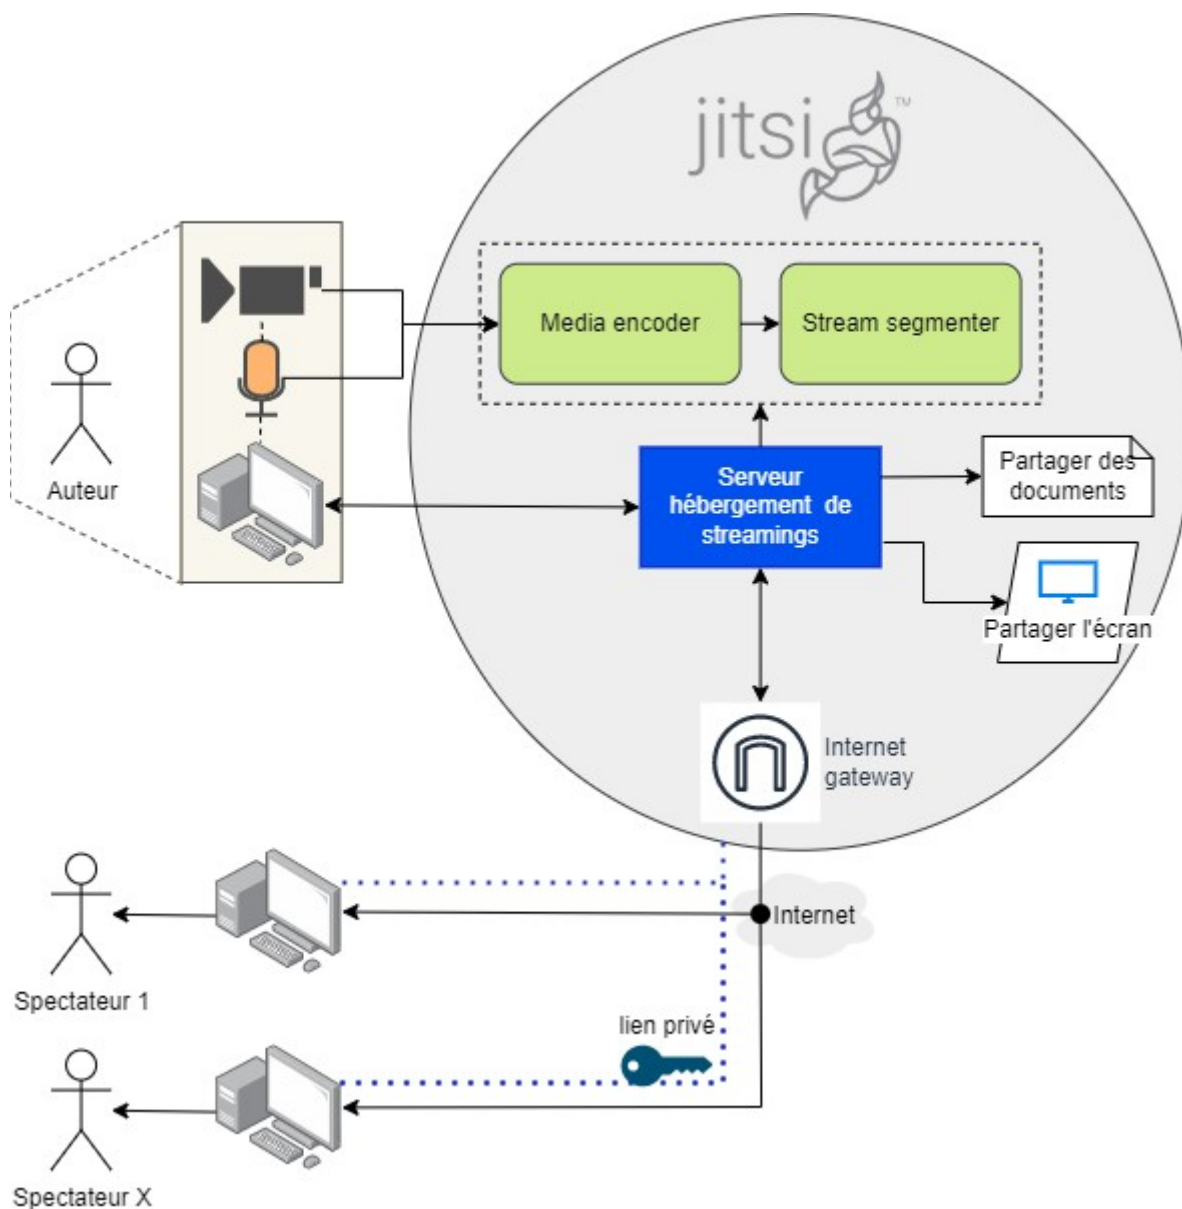 jitsi™
Media encoder
Stream segmenter
Auteur
Serveur
hébergement de
streamings
Partager des
documents
Partager l'écran
Internet
gateway
Internet
Spectateur 1
lien privé
Spectateur X